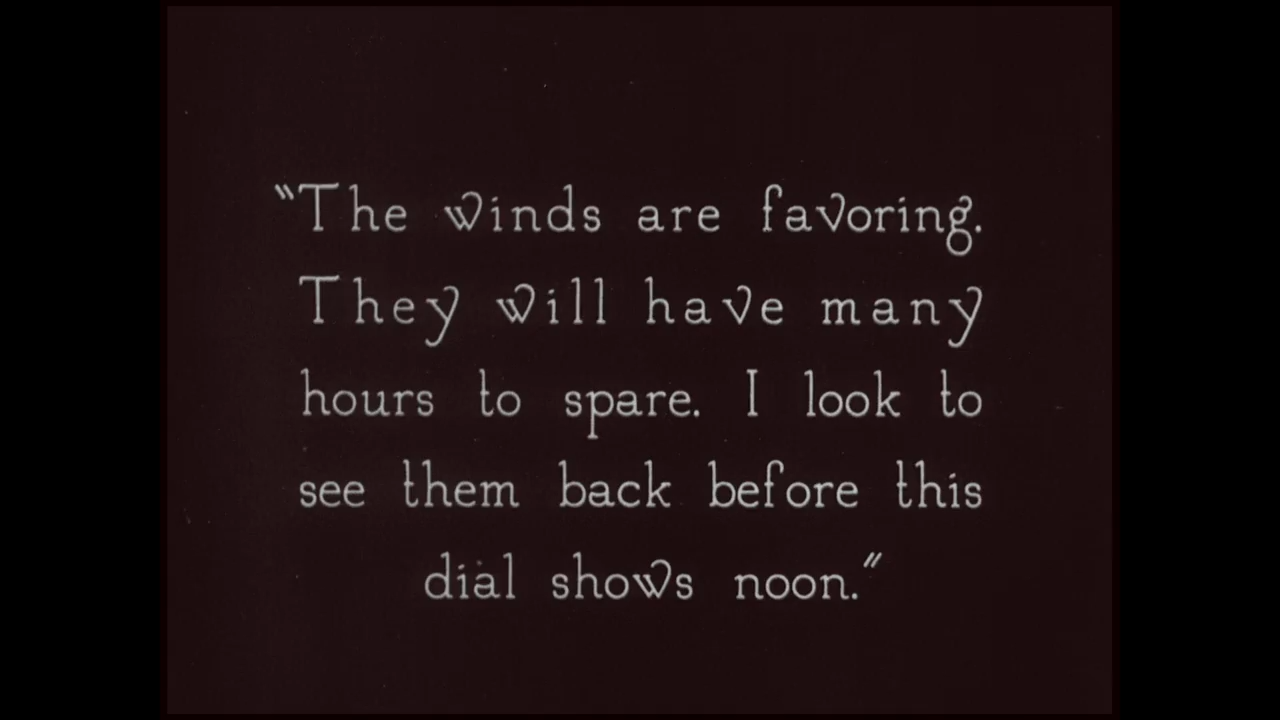 “The winds are favoring.
They will have many
hours to spare. I look to
see them back before this
dial shows noon.”